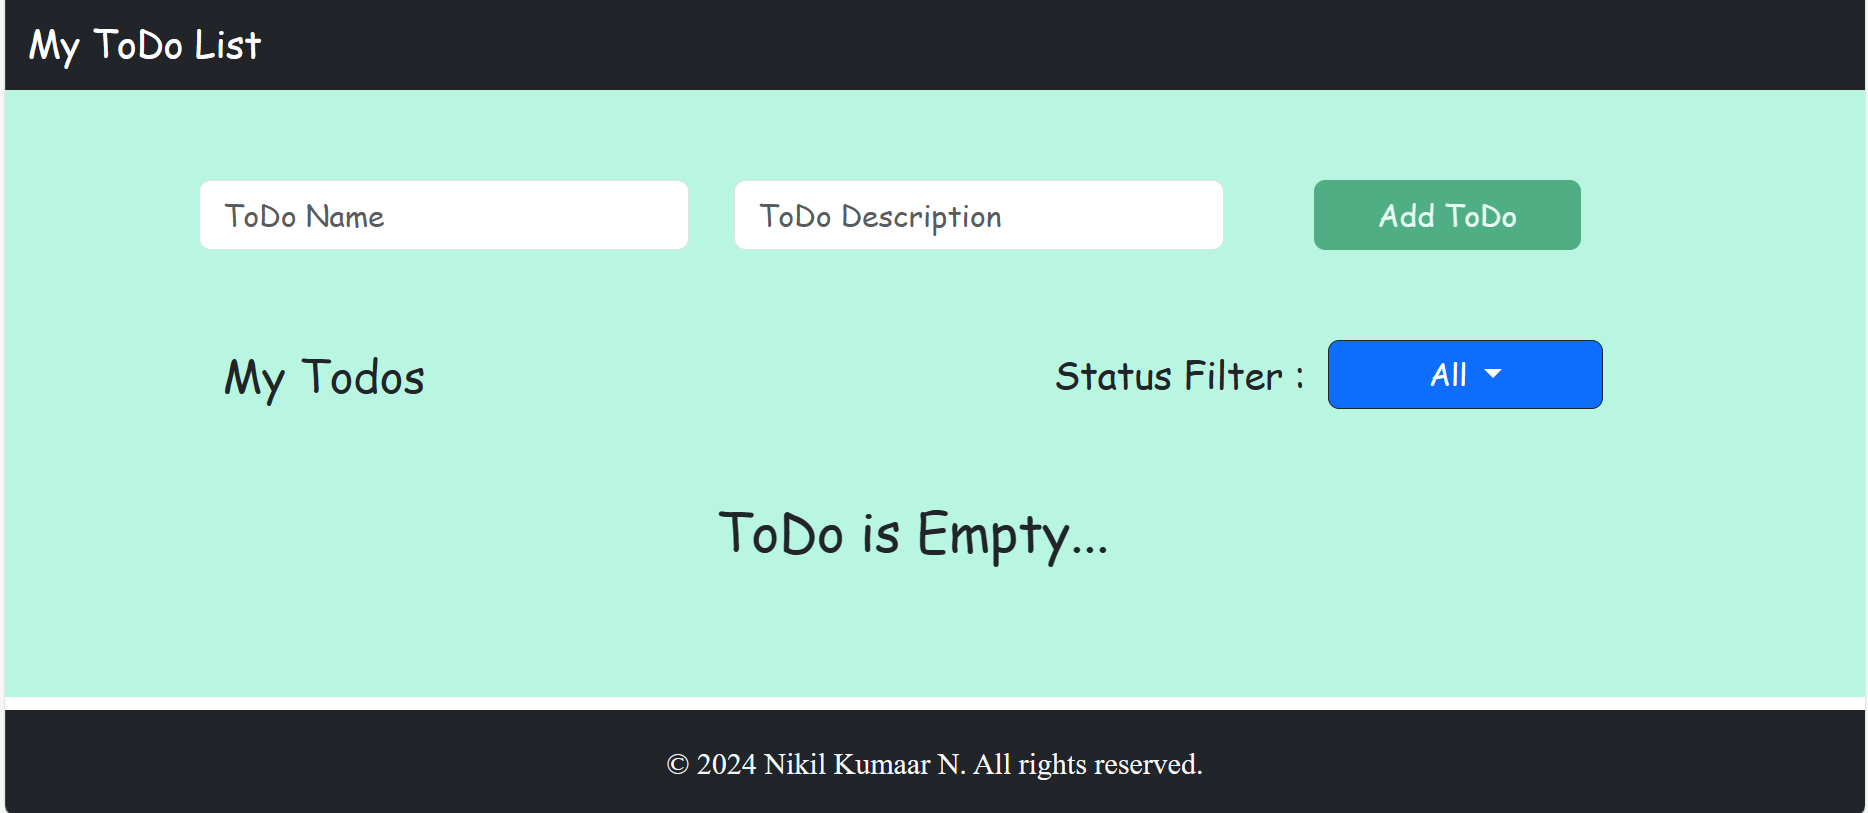 My ToDo List
ToDo Name
ToDo Description
Add ToDo
My Todos
Status Filter :
All
ToDo is Empty...
© 2024 Nikil Kumaar N. All rights reserved.